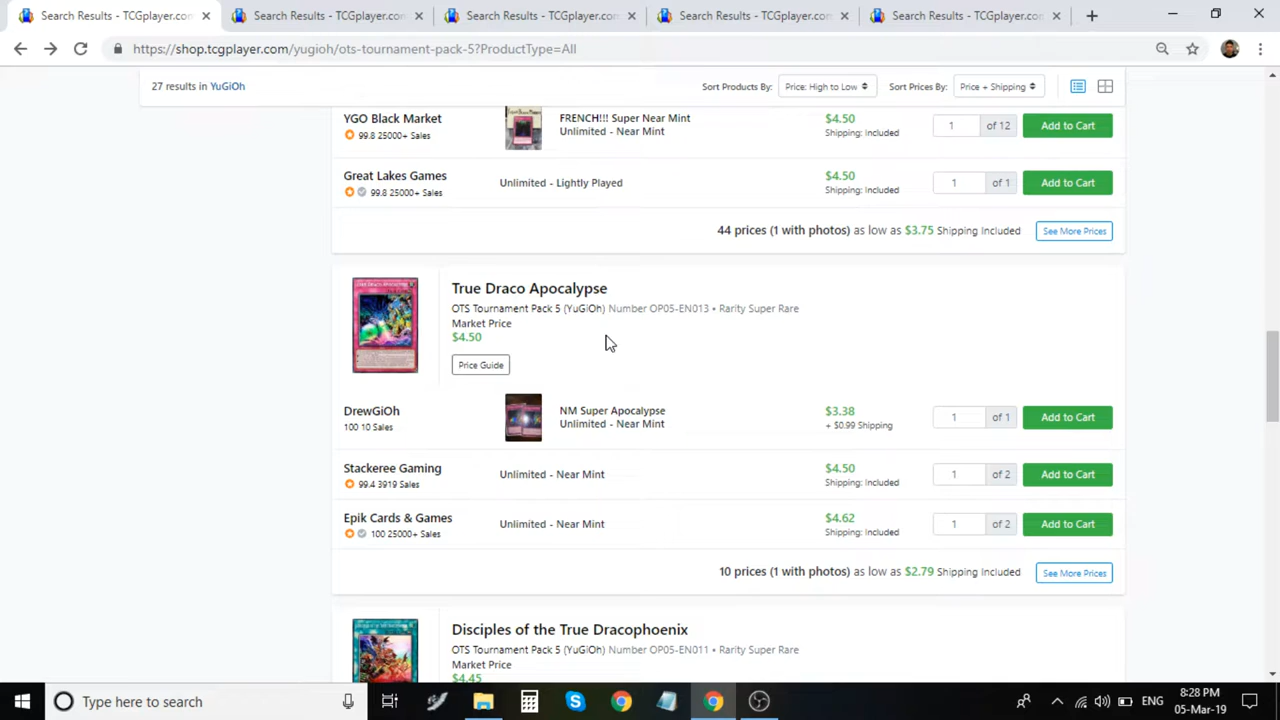 Search Results - TCGplayer.com
Search Results - TCGplayer.com
Search Results - TCGplayer.com
Search Results - TCGplayer.com
Search Results - TCGplayer.com
https://shop.tcgplayer.com/yugioh/ots-tournament-pack-5?ProductType=All
27 results in YuGiOh
Sort Products By: Price: High to Low
Sort Prices By: Price + Shipping
YGO Black Market
99.8 25000+ Sales
FRENCH!!! Super Near Mint
Unlimited - Near Mint
$4.50
Shipping: Included
1 of 12
Add to Cart
Great Lakes Games
99.8 25000+ Sales
Unlimited - Lightly Played
$4.50
Shipping: Included
1 of 1
Add to Cart
44 prices (1 with photos) as low as $3.75 Shipping Included
See More Prices
True Draco Apocalypse
OTS Tournament Pack 5 (YuGiOh) Number OP05-EN013 • Rarity Super Rare
Market Price
$4.50
Price Guide
DrewGiOh
100 10 Sales
NM Super Apocalypse
Unlimited - Near Mint
$3.38
+ $0.99 Shipping
1 of 1
Add to Cart
Stackeree Gaming
99.4 3919 Sales
Unlimited - Near Mint
$4.50
Shipping: Included
1 of 2
Add to Cart
Epik Cards & Games
100 25000+ Sales
Unlimited - Near Mint
$4.62
Shipping: Included
1 of 2
Add to Cart
10 prices (1 with photos) as low as $2.79 Shipping Included
See More Prices
Disciples of the True Dracophoenix
OTS Tournament Pack 5 (YuGiOh) Number OP05-EN011 • Rarity Super Rare
Market Price
$4.45
Type here to search
ENG
8:28 PM
05-Mar-19